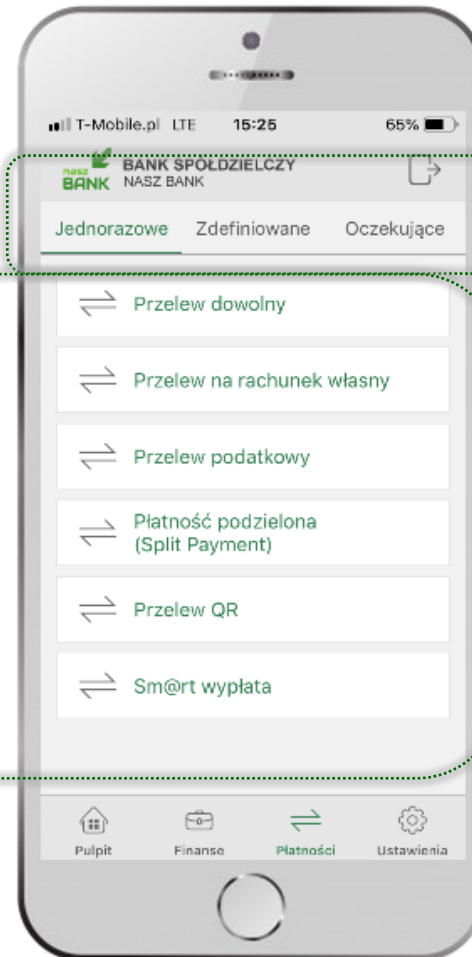 T-Mobile.pl LTE 15:25 65%
nasz BANK
BANK SPÓŁDZIELCZY
NASZ BANK
Jednorazowe Zdefiniowane Oczekujące
Przelew dowolny
Przelew na rachunek własny
Przelew podatkowy
Płatność podzielona
(Split Payment)
Przelew QR
Sm@rt wypłata
Pulpit Finanse Płatności Ustawienia